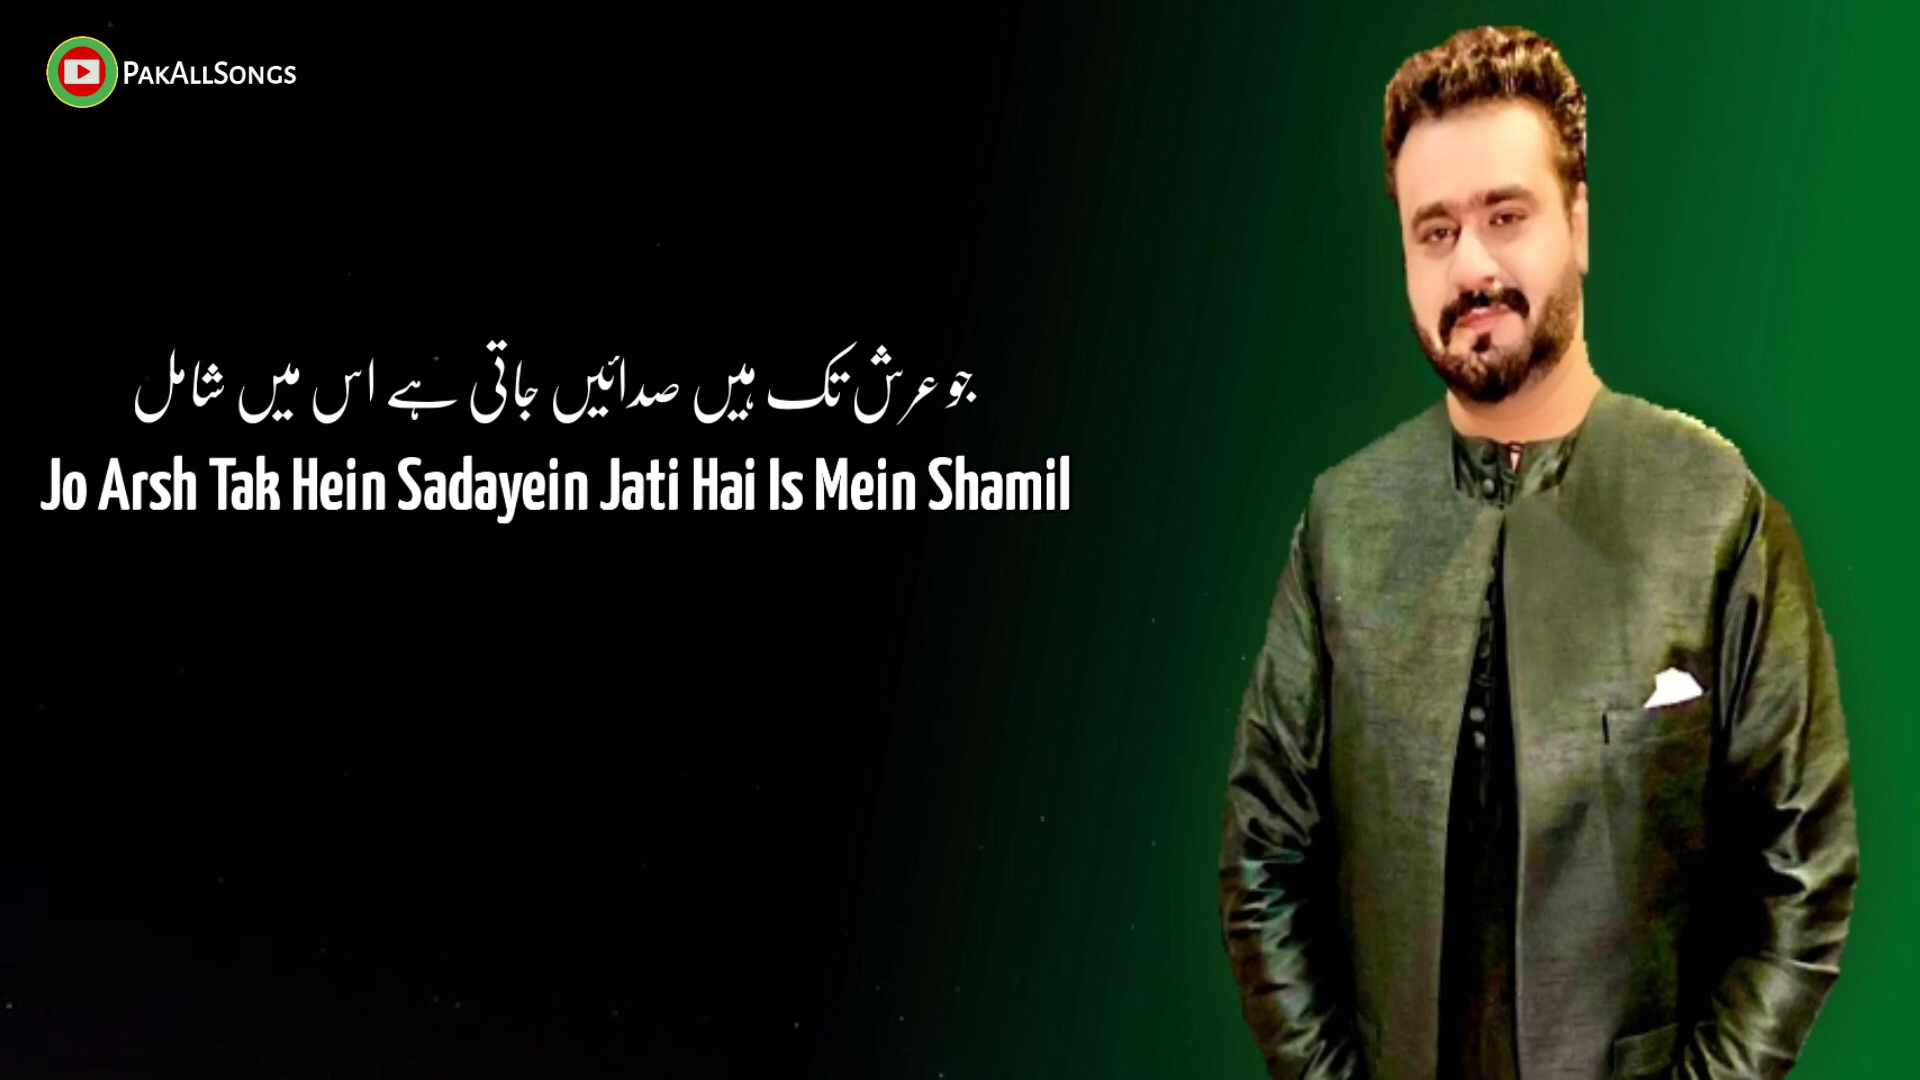 PakAllSongs
جو عرش تک ہیں صدائیں جاتی ہے اس میں شامل
Jo Arsh Tak Hein Sadayein Jati Hai Is Mein Shamil